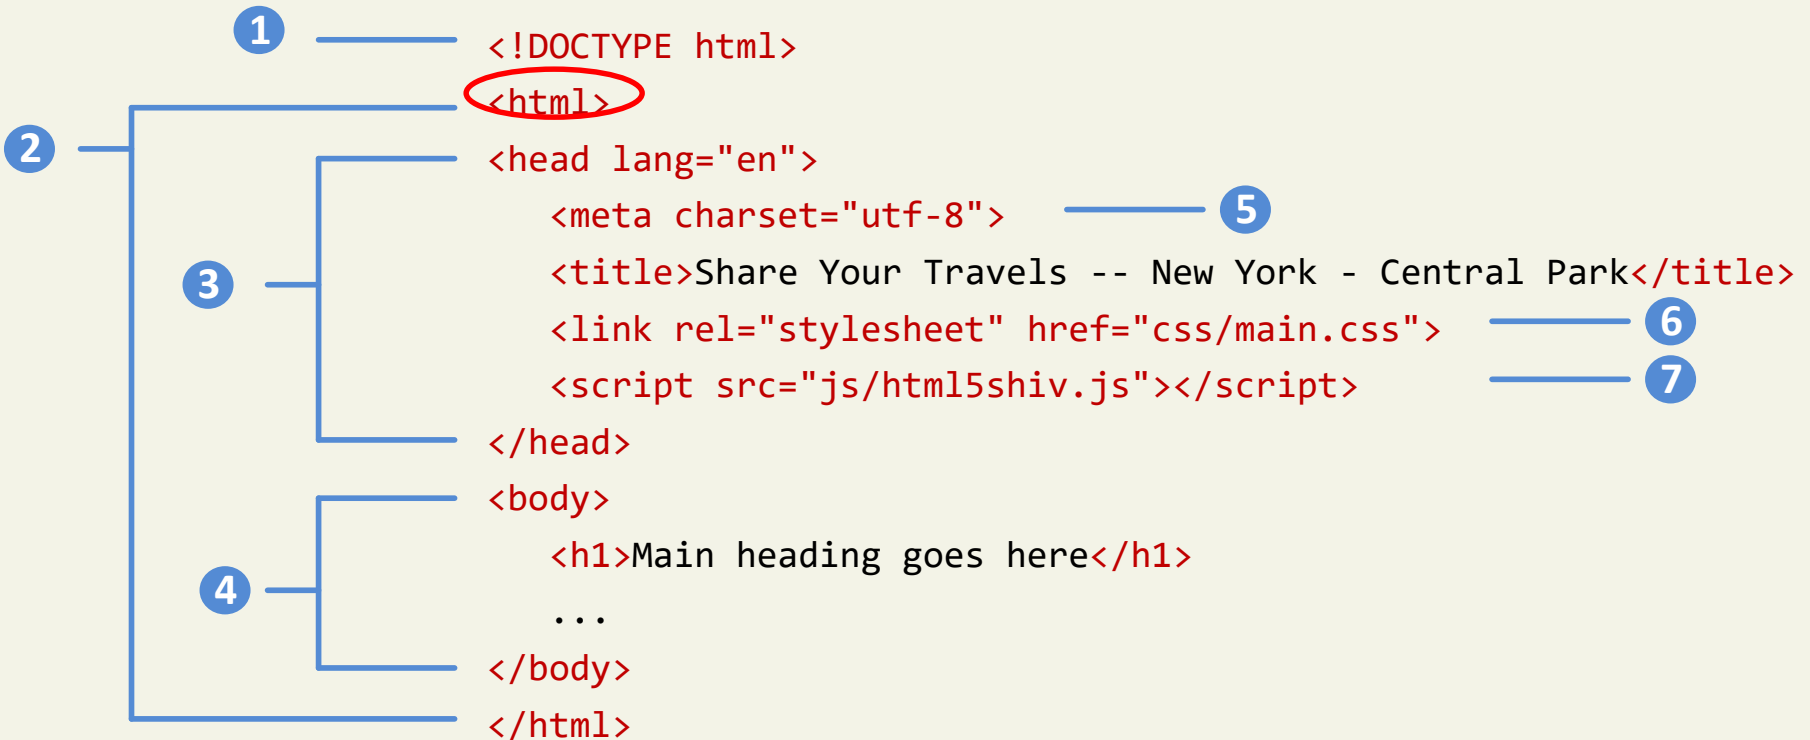 1 <!DOCTYPE html>
<html>
2 <head lang="en">
<meta charset="utf-8"> 5
3 <title>Share Your Travels -- New York - Central Park</title>
<link rel="stylesheet" href="css/main.css"> 6
<script src="js/html5shiv.js"></script> 7
</head>
<body>
<h1>Main heading goes here</h1>
4 ...
</body>
</html>